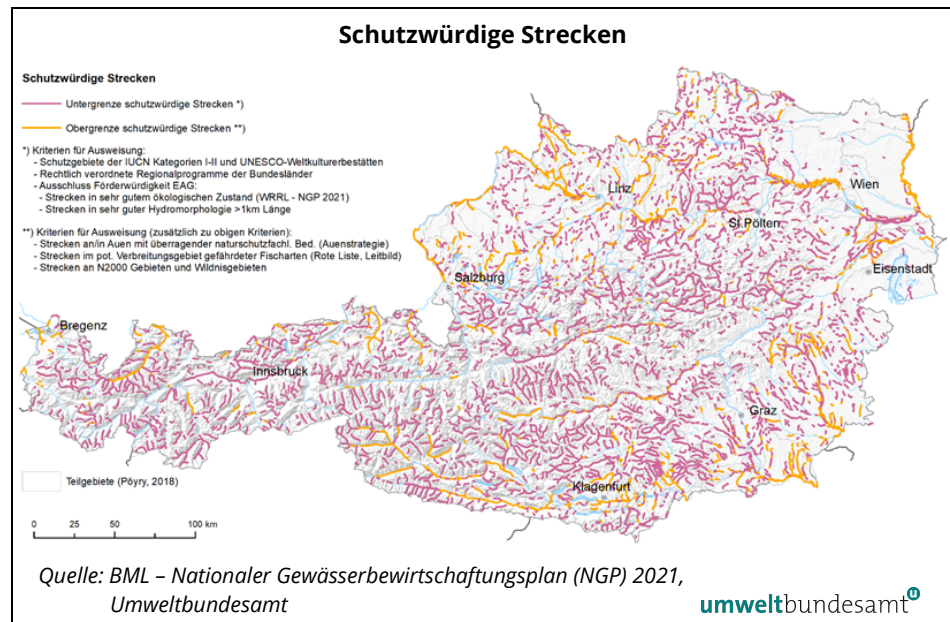 Schutzwürdige Strecken
Schutzwürdige Strecken
Untergrenze schutzwürdige Strecken *)
Obergrenze schutzwürdige Strecken **)
*) Kriterien für Ausweisung:
- Schutzgebiete der IUCN Kategorien I-II und UNESCO-Weltkulturerbestätten
- Rechtlich verordnete Regionalprogramme der Bundesländer
- Ausschluss Förderwürdigkeit EAG:
- Strecken in sehr gutem ökologischen Zustand (WRRL - NGP 2021)
- Strecken in sehr guter Hydromorphologie >1km Länge
**) Kriterien für Ausweisung (zusätzlich zu obigen Kriterien):
- Strecken an/in Auen mit überragender naturschutzfachl. Bed. (Auenstrategie)
- Strecken im pot. Verbreitungsgebiet gefährdeter Fischarten (Rote Liste, Leitbild)
- Strecken an N2000 Gebieten und Wildnisgebieten
Linz
Wien
St.Pölten
Eisenstadt
Salzburg
Bregenz
Innsbruck
Graz
Klagenfurt
Teilgebiete (Pöyry, 2018)
0 25 50 100 km
Quelle: BML – Nationaler Gewässerbewirtschaftungsplan (NGP) 2021,
Umweltbundesamt
umweltbundesamt u